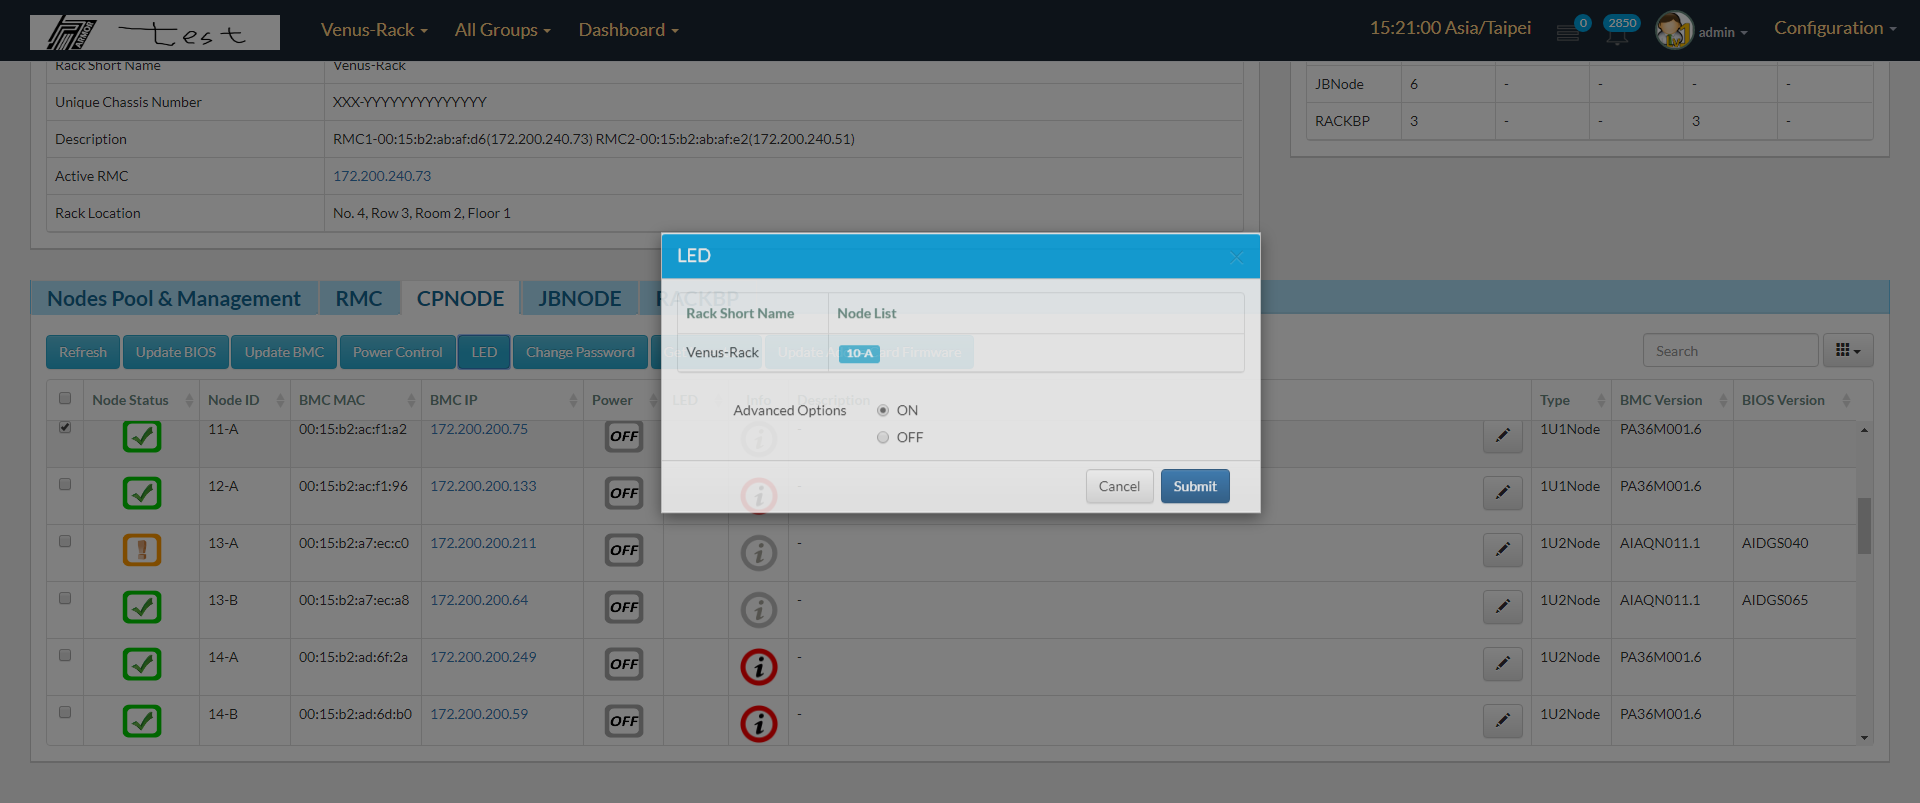 ARMOR test Venus-Rack All Groups Dashboard 15:21:00 Asia/Taipei 0 2850 admin Configuration
Rack Short Name Venus-Rack
Unique Chassis Number XXX-YYYYYYYYYYYYYY
Description RMC1-00:15:b2:ab:af:d6(172.200.240.73) RMC2-00:15:b2:ab:af:e2(172.200.240.51)
Active RMC 172.200.240.73
Rack Location No. 4, Row 3, Room 2, Floor 1
JBNode 6 - - - -
RACKBP 3 - - 3 -
Nodes Pool & Management RMC CPNODE JBNODE RACKBP
Refresh Update BIOS Update BMC Power Control LED Change Password
Search
Node Status Node ID BMC MAC BMC IP Power LED Info Description Type BMC Version BIOS Version
11-A 00:15:b2:ac:f1:a2 172.200.200.75 OFF - 1U1Node PA36M001.6
12-A 00:15:b2:ac:f1:96 172.200.200.133 OFF - 1U1Node PA36M001.6
13-A 00:15:b2:a7:ec:c0 172.200.200.211 OFF - 1U2Node AIAQN011.1 AIDGS040
13-B 00:15:b2:a7:ec:a8 172.200.200.64 OFF - 1U2Node AIAQN011.1 AIDGS065
14-A 00:15:b2:ad:6f:2a 172.200.200.249 OFF - 1U2Node PA36M001.6
14-B 00:15:b2:ad:6d:b0 172.200.200.59 OFF - 1U2Node PA36M001.6
LED
Rack Short Name Node List
Venus-Rack 10-A
Advanced Options ON
OFF
Cancel Submit